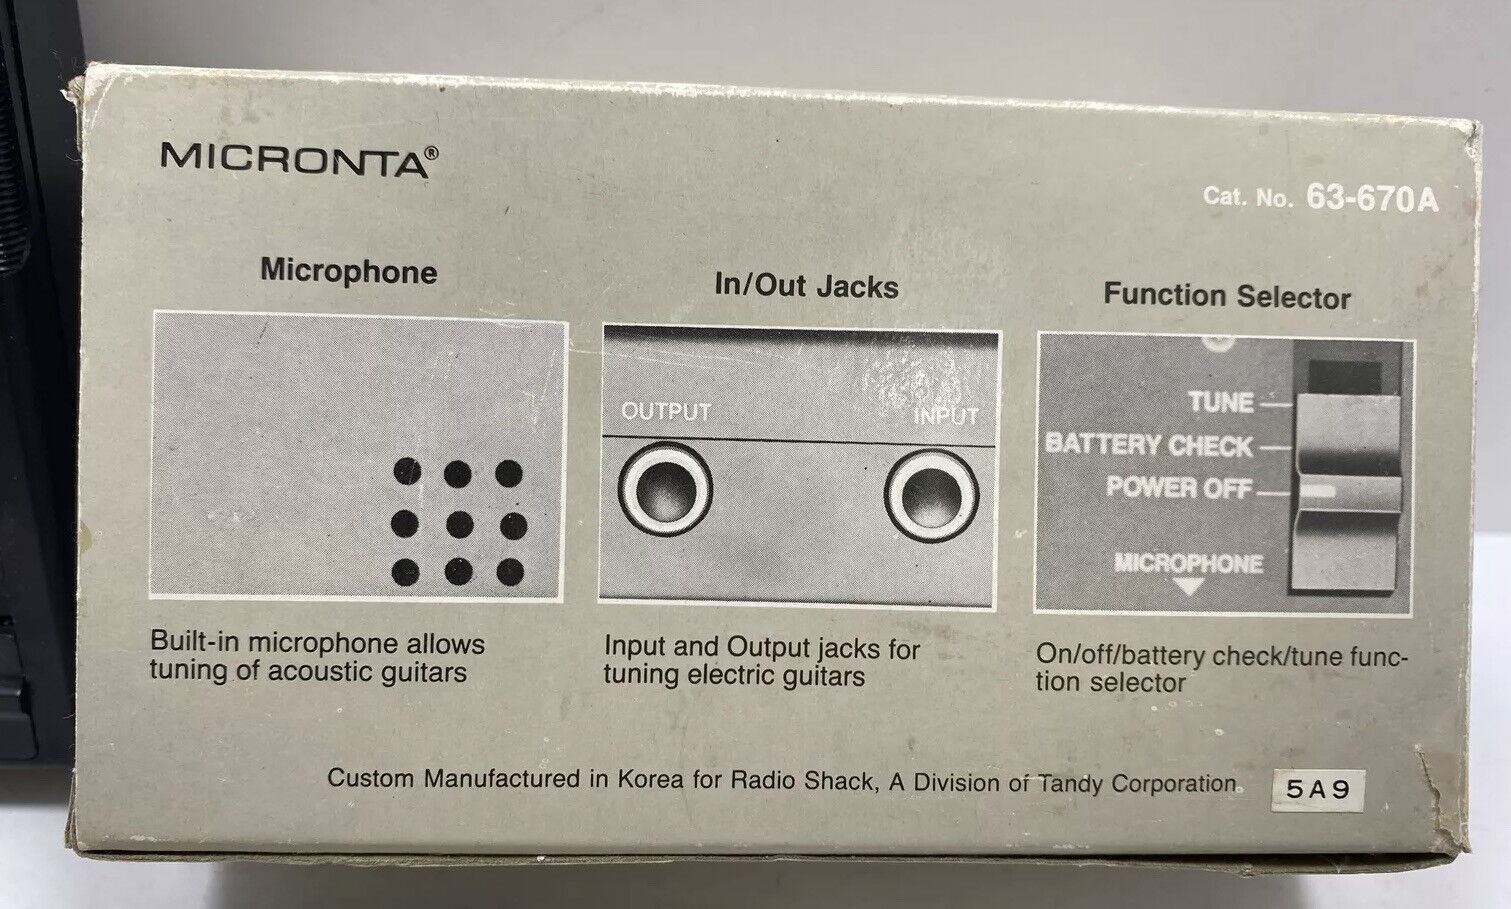 MICRONTA®
Cat. No. 63-670A
Microphone
In/Out Jacks
Function Selector
OUTPUT
INPUT
TUNE
BATTERY CHECK
POWER OFF
MICROPHONE
Built-in microphone allows
tuning of acoustic guitars
Input and Output jacks for
tuning electric guitars
On/off/battery check/tune func-
tion selector
Custom Manufactured in Korea for Radio Shack, A Division of Tandy Corporation.
5A9